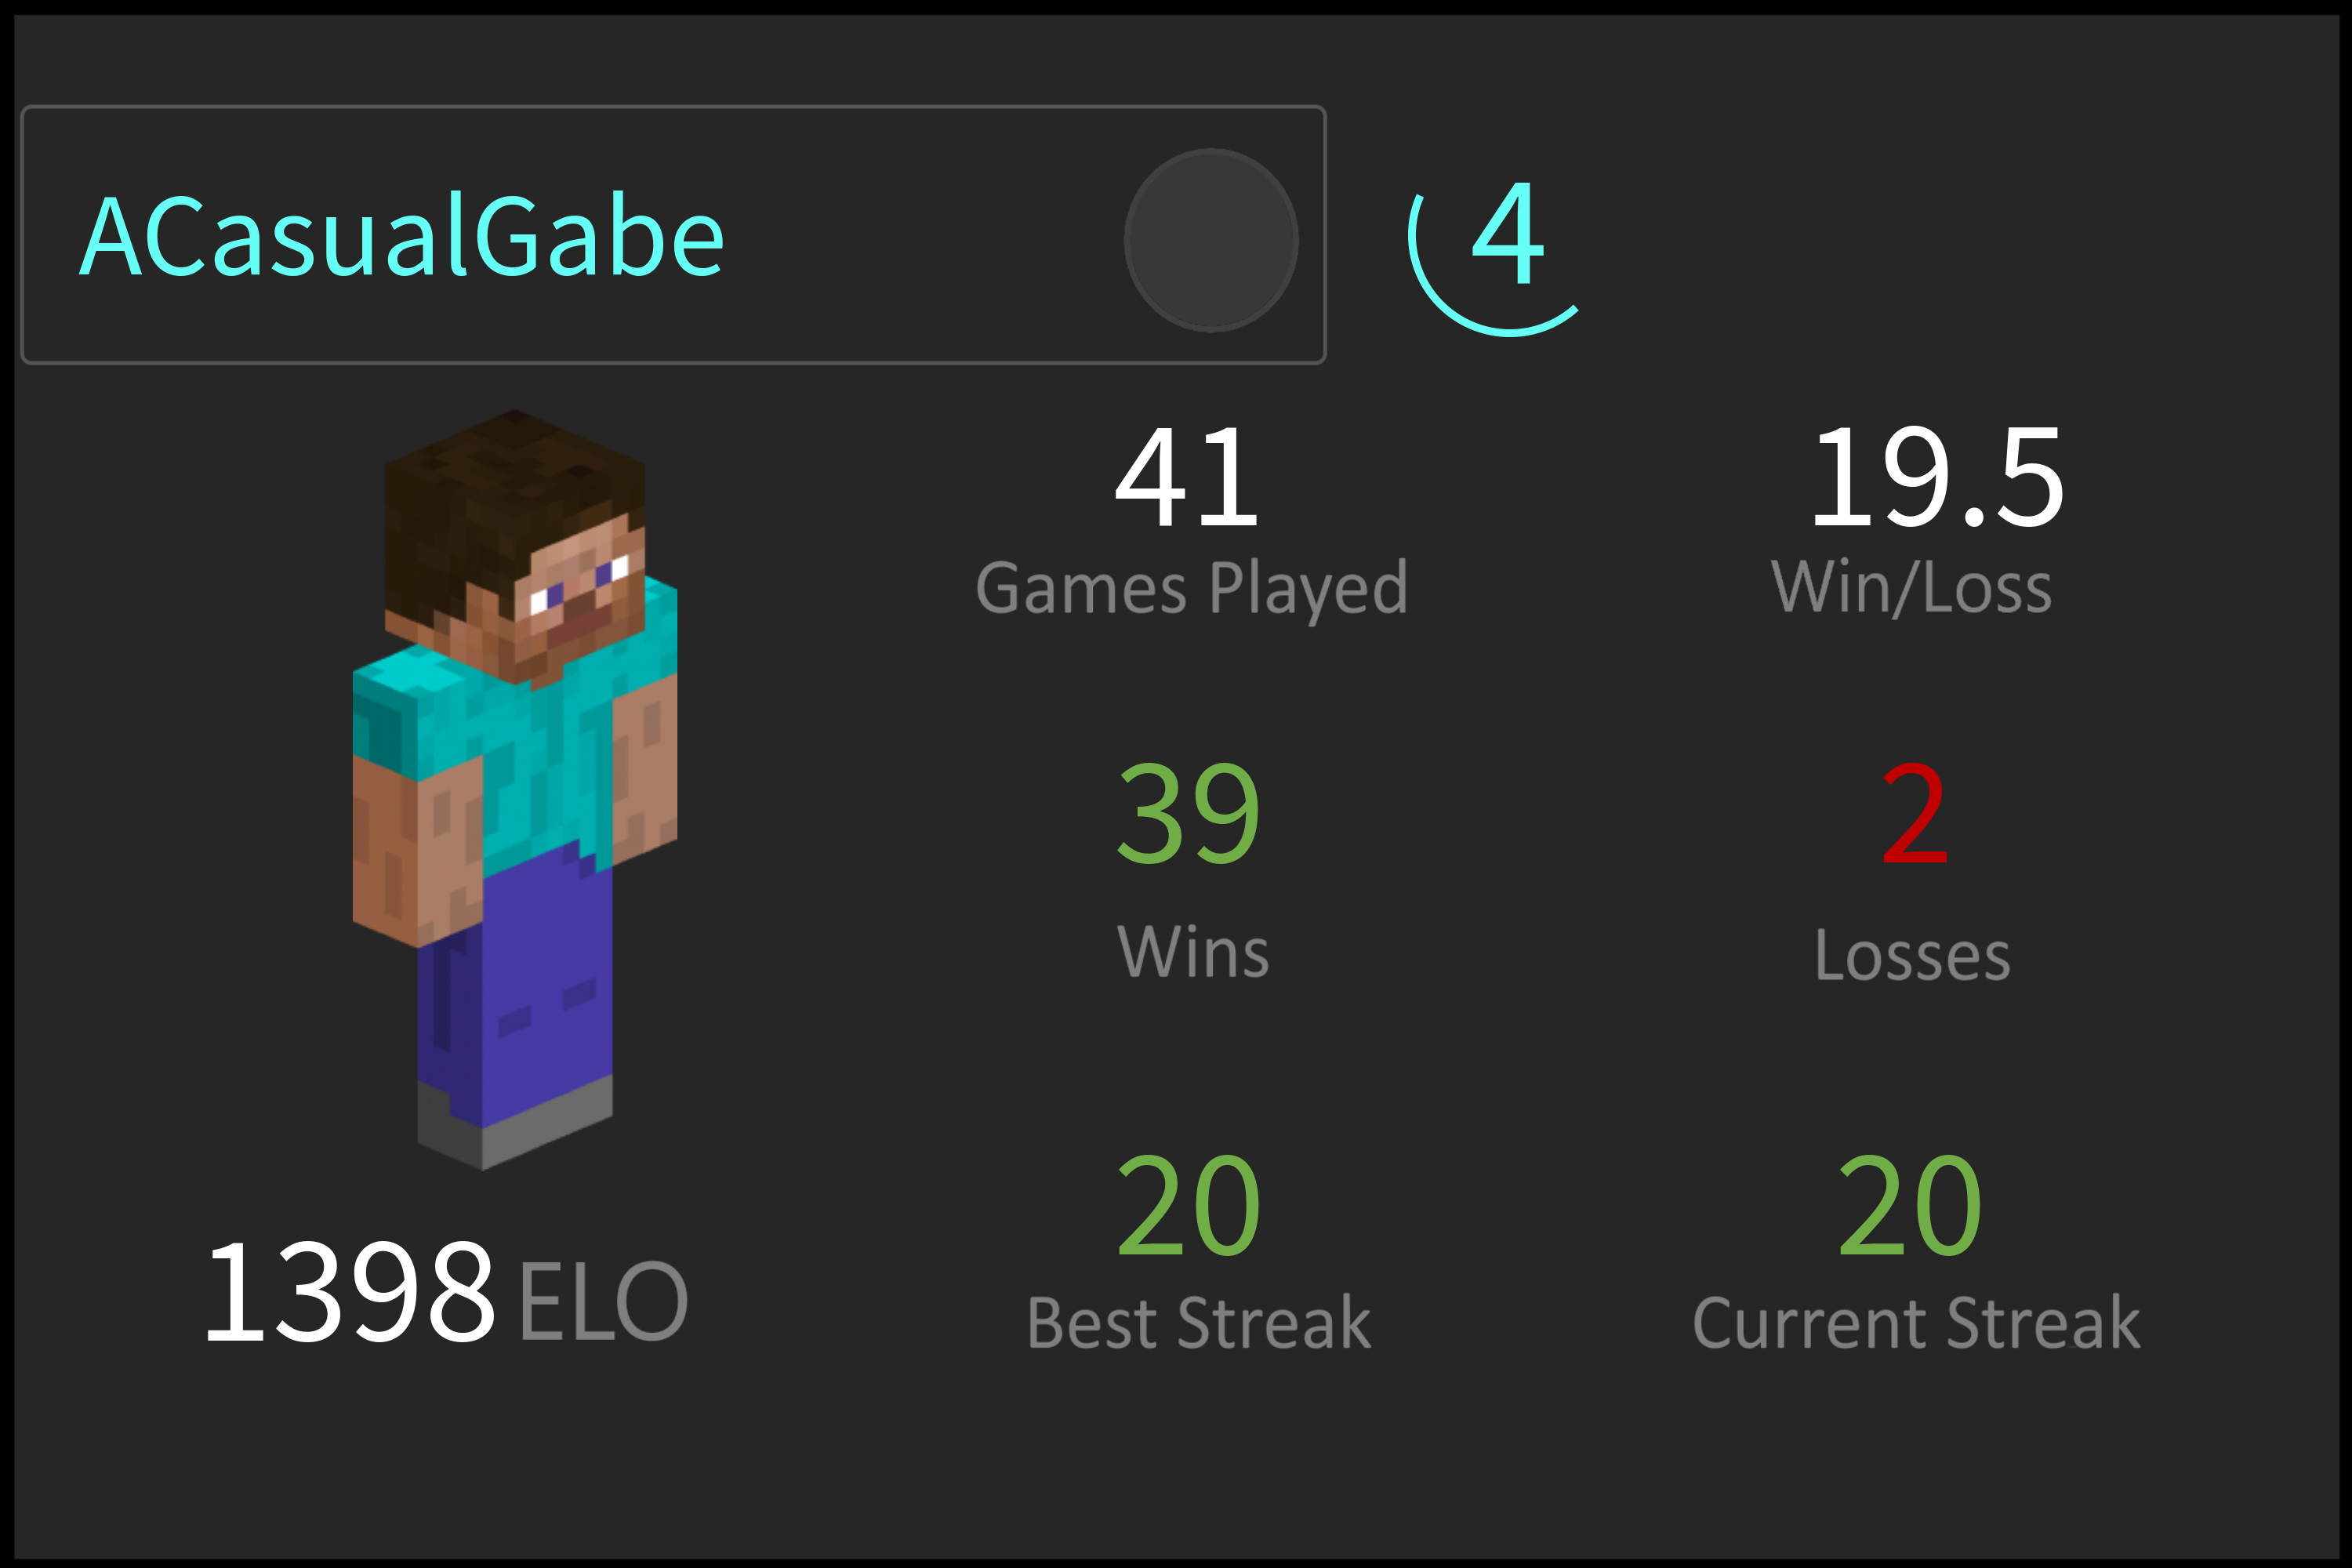 ACasualGabe
4
41
19.5
Games Played
Win/Loss
39
2
Wins
Losses
20
20
Best Streak
Current Streak
1398 ELO